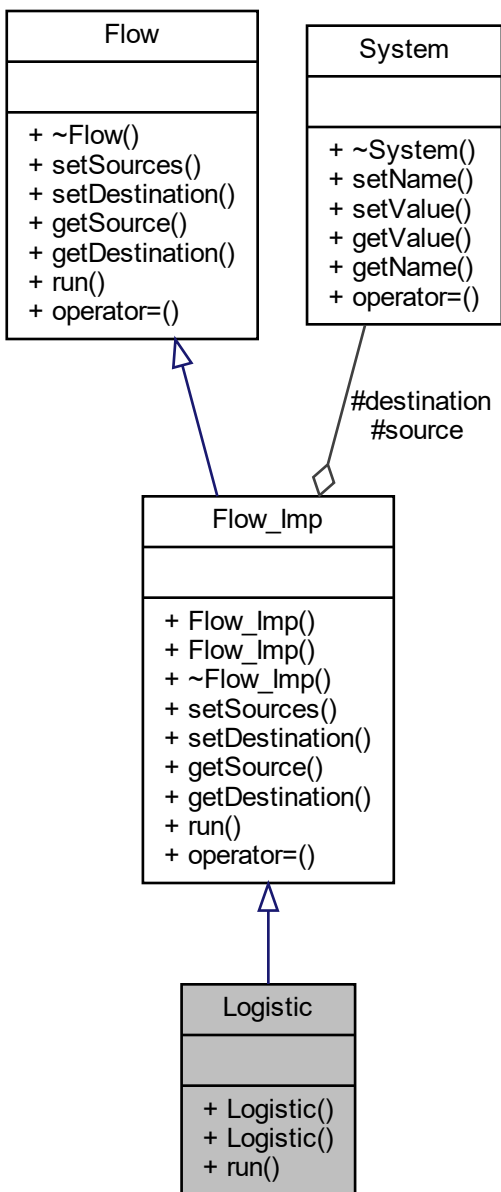 Flow
+ ~Flow()
+ setSources()
+ setDestination()
+ getSource()
+ getDestination()
+ run()
+ operator=()
System
+ ~System()
+ setName()
+ setValue()
+ getValue()
+ getName()
+ operator=()
#destination
#source
Flow_Imp
+ Flow_Imp()
+ Flow_Imp()
+ ~Flow_Imp()
+ setSources()
+ setDestination()
+ getSource()
+ getDestination()
+ run()
+ operator=()
Logistic
+ Logistic()
+ Logistic()
+ run()